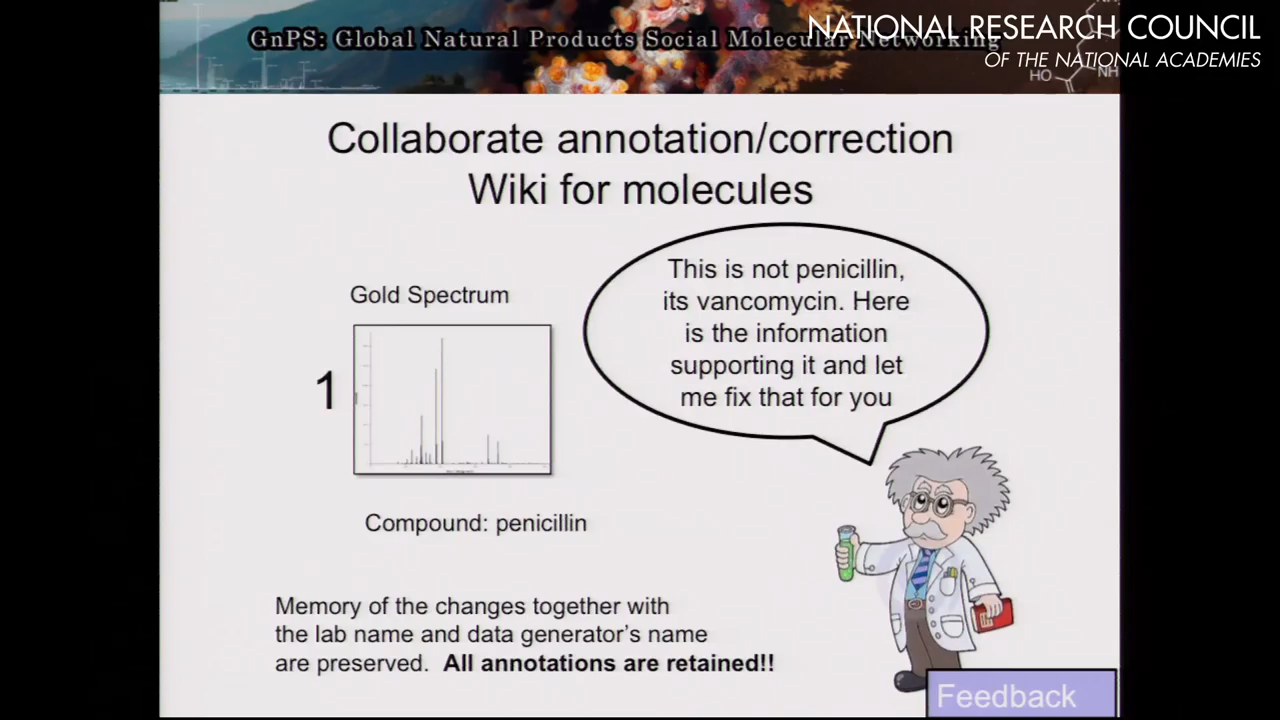 NATIONAL RESEARCH COUNCIL
OF THE NATIONAL ACADEMIES
GnPS: Global Natural Products Social Molecular Networking
HO
NH
Collaborate annotation/correction
Wiki for molecules
This is not penicillin,
its vancomycin. Here
is the information
supporting it and let
me fix that for you
Gold Spectrum
1
Compound: penicillin
Memory of the changes together with
the lab name and data generator's name
are preserved. All annotations are retained!!
Feedback